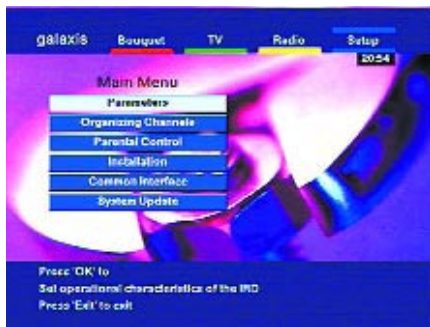 galaxis Bouquet TV Radio Setup
20:54
Main Menu
Parameters
Organizing Channels
Parental Control
Installation
Common Interface
System Update
Press 'OK' to
Set operational characteristics of the IRD
Press 'Exit' to exit